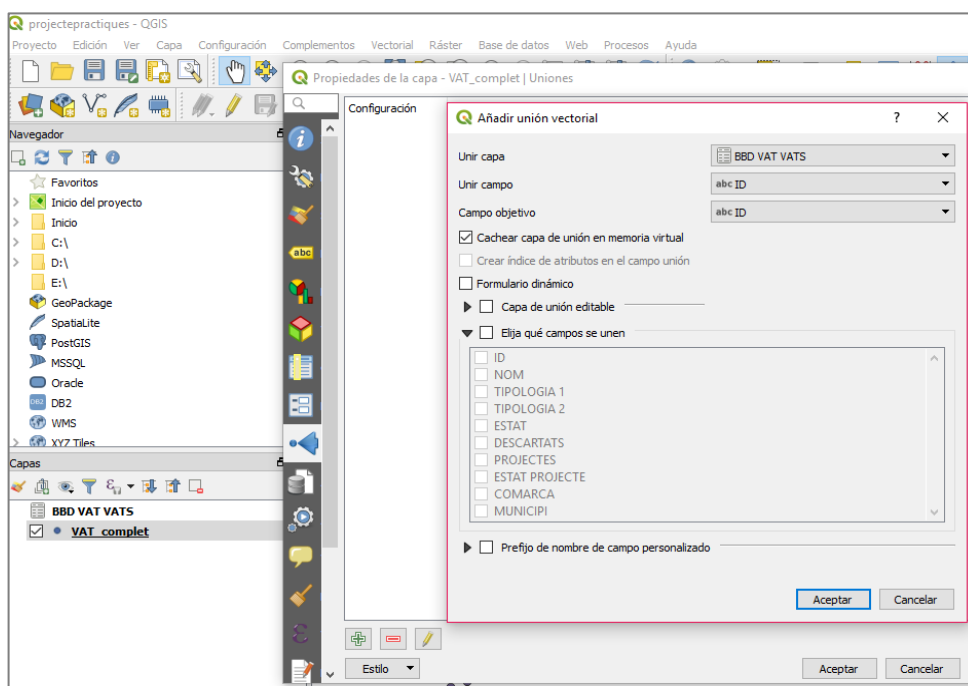 projectepractiques - QGIS
Proyecto Edición Ver Capa Configuración Complementos Vectorial Ráster Base de datos Web Procesos Ayuda
Propiedades de la capa - VAT_complet | Uniones
Configuración
Añadir unión vectorial
? X
Unir capa BBD VAT VATS
Unir campo abc ID
Campo objetivo abc ID
Cachear capa de unión en memoria virtual
Crear índice de atributos en el campo unión
Formulario dinámico
Capa de unión editable
Elija qué campos se unen
ID
NOM
TIPOLOGIA 1
TIPOLOGIA 2
ESTAT
DESCARTATS
PROJECTES
ESTAT PROJECTE
COMARCA
MUNICIPI
Prefijo de nombre de campo personalizado
Aceptar Cancelar
Navegador
Favoritos
Inicio del proyecto
Inicio
C:\
D:\
E:\
GeoPackage
SpatiaLite
PostGIS
MSSQL
Oracle
DB2 DB2
WMS
XYZ Tiles
abc
Capas
BBD VAT VATS
VAT_complet
Estilo
Aceptar Cancelar